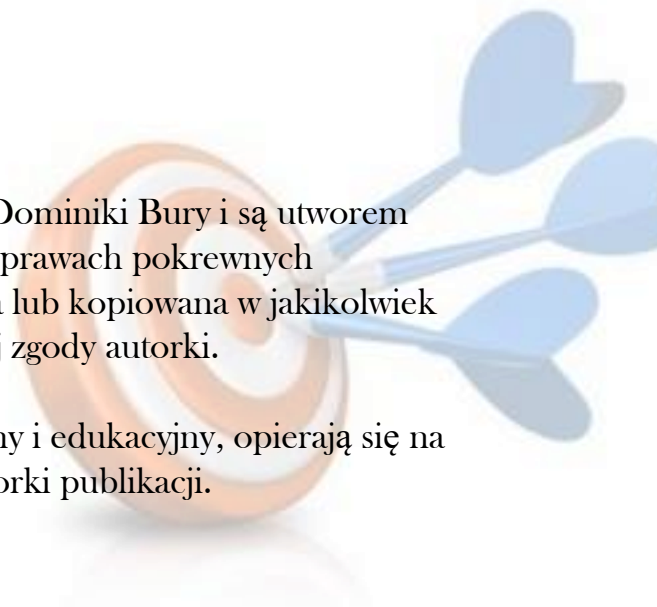 Dominiki Bury i są utworem
prawach pokrewnych
lub kopiowana w jakikolwiek
zgody autorki.
ny i edukacyjny, opierają się na
orki publikacji.